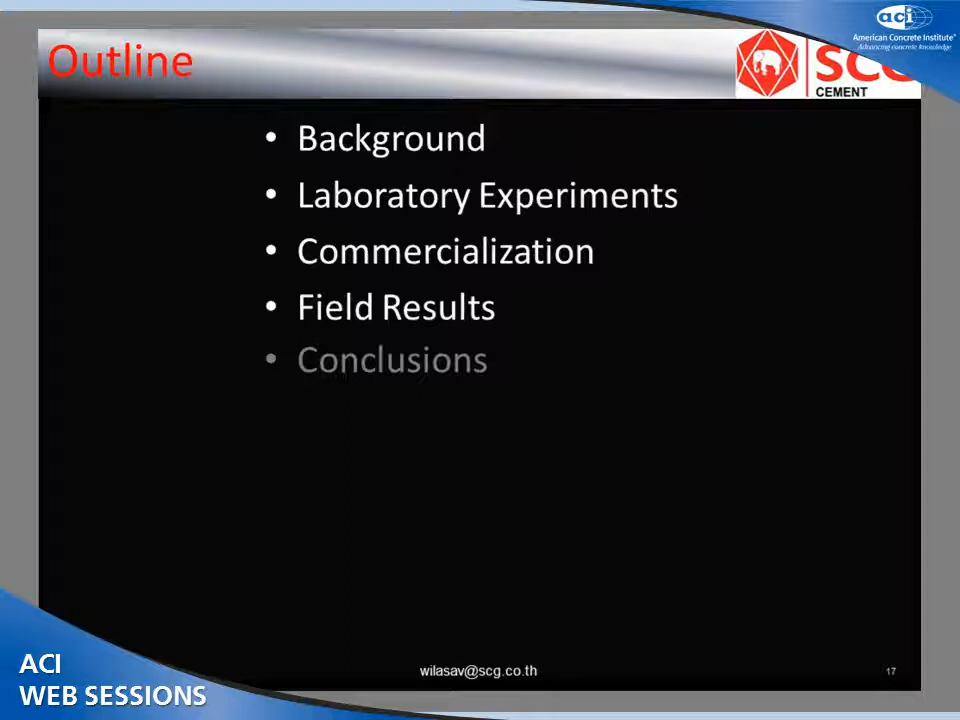 Outline
aci
American Concrete Institute®
Advancing concrete knowledge
SCG
CEMENT
• Background
• Laboratory Experiments
• Commercialization
• Field Results
• Conclusions
ACI
WEB SESSIONS
wilasav@scg.co.th
17